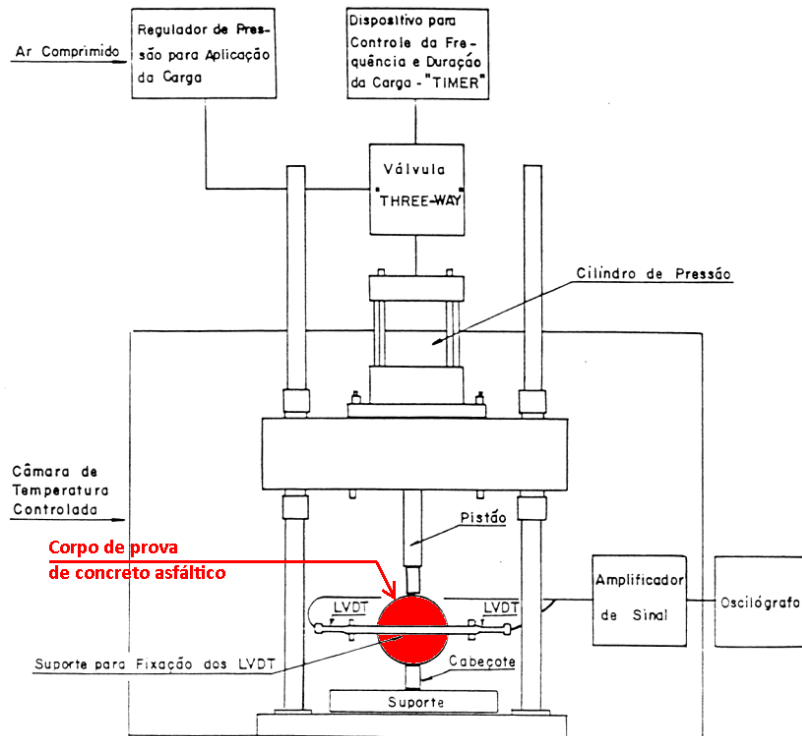 Regulador de Pres-
são para Aplicação
da Carga
Dispositivo para
Controle da Fre-
quência e Duração
da Carga - "TIMER"
Ar Comprimido
Válvula
"THREE-WAY"
Cilindro de Pressão
Câmara de
Temperatura
Controlada
Pistão
Corpo de prova
de concreto asfáltico
LVDT
LVDT
Amplificador
de Sinal
Oscilógrafo
Suporte para Fixação dos LVDT
Cabeçote
Suporte